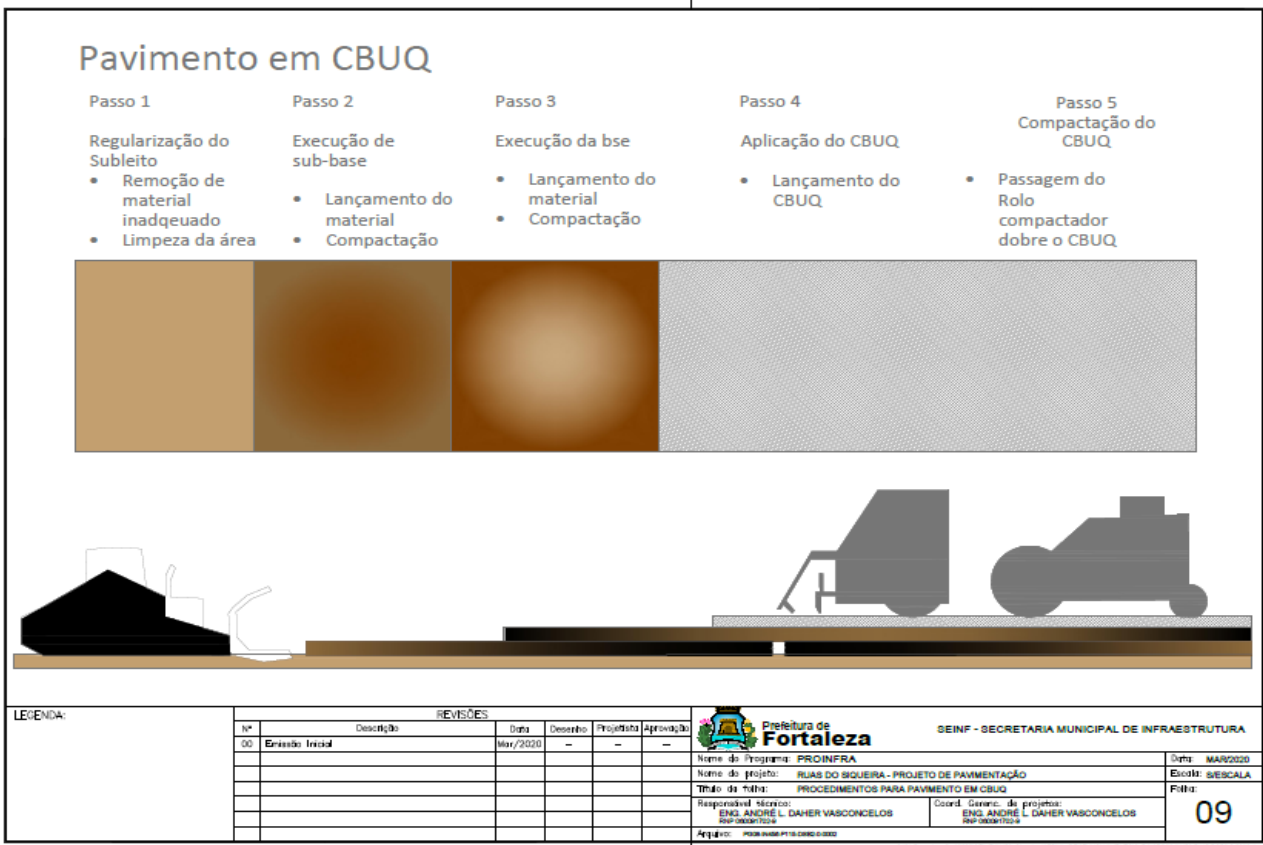 Pavimento em CBUQ
Passo 1
Regularização do
Subleito
• Remoção de
material
inadqeuado
• Limpeza da área
Passo 2
Execução de
sub-base
• Lançamento do
material
• Compactação
Passo 3
Execução da bse
• Lançamento do
material
• Compactação
Passo 4
Aplicação do CBUQ
• Lançamento do
CBUQ
Passo 5
Compactação do
CBUQ
• Passagem do
Rolo
compactador
dobre o CBUQ
LEGENDA:
REVISÕES
Nº Descrição Data Desenho Projetista Aprovação
00 Emissão Inicial Mar/2020 – – –
Prefeitura de
Fortaleza
SEINF - SECRETARIA MUNICIPAL DE INFRAESTRUTURA
Nome do Programa: PROINFRA
Data: MAR/2020
Nome do projeto: RUAS DO SIQUEIRA - PROJETO DE PAVIMENTAÇÃO
Escala: S/ESCALA
Título da folha: PROCEDIMENTOS PARA PAVIMENTO EM CBUQ
Folha:
09
Responsável técnico:
ENG. ANDRÉ L. DAHER VASCONCELOS
RNP
Coord. Gerenc. de projetos:
ENG. ANDRÉ L. DAHER VASCONCELOS
RNP
Arquivo: